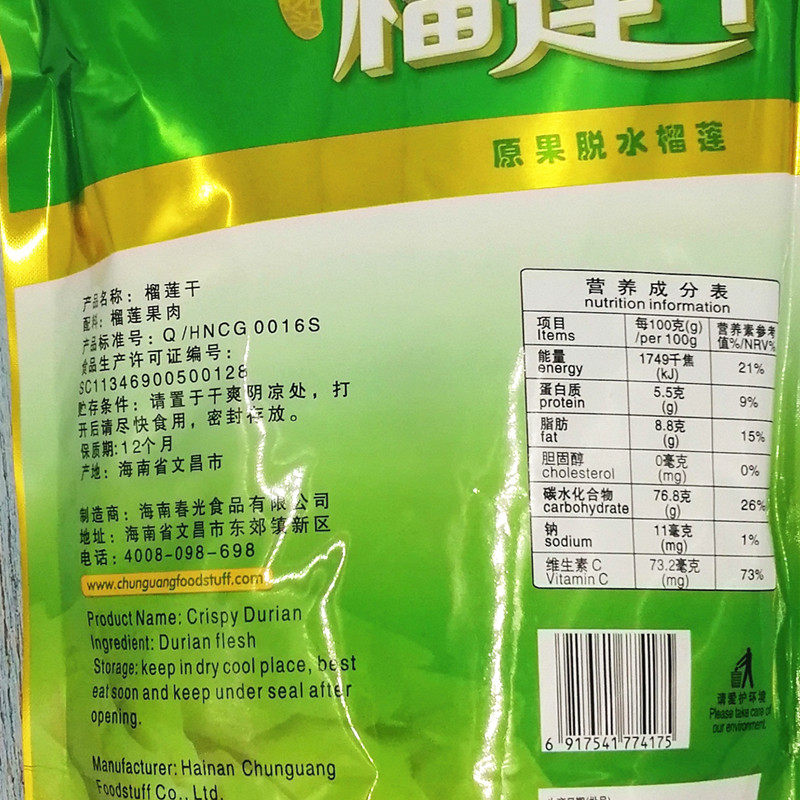 榴莲干
原果脱水榴莲
产品名称：榴莲干
配料：榴莲果肉
产品标准号：Q/HNCG 0016S
食品生产许可证编号：
SC11346900500128
贮存条件：请置于干爽阴凉处，打
开后请尽快食用，密封存放。
保质期:12个月
产地：海南省文昌市
制造商：海南春光食品有限公司
地址：海南省文昌市东郊镇新区
电话：4008-098-698
www.chunguangfoodstuff.com
Product Name: Crispy Durian
Ingredient: Durian flesh
Storage: keep in dry cool place, best
eat soon and keep under seal after
opening.
Manufacturer: Hainan Chunguang
Foodstuff Co., Ltd.
营养成分表
nutrition information
项目 每100克(g) 营养素参考
Items /per 100g 值%/NRV%
能量 1749千焦 21%
energy (kJ)
蛋白质 5.5克 9%
protein (g)
脂肪 8.8克 15%
fat (g)
胆固醇 0毫克 0%
cholesterol (mg)
碳水化合物 76.8克 26%
carbohydrate (g)
钠 11毫克 1%
sodium (mg)
维生素 C 73.2毫克 73%
Vitamin C (mg)
6 917541 774175
请爱护环境
Please take care of
our environment.